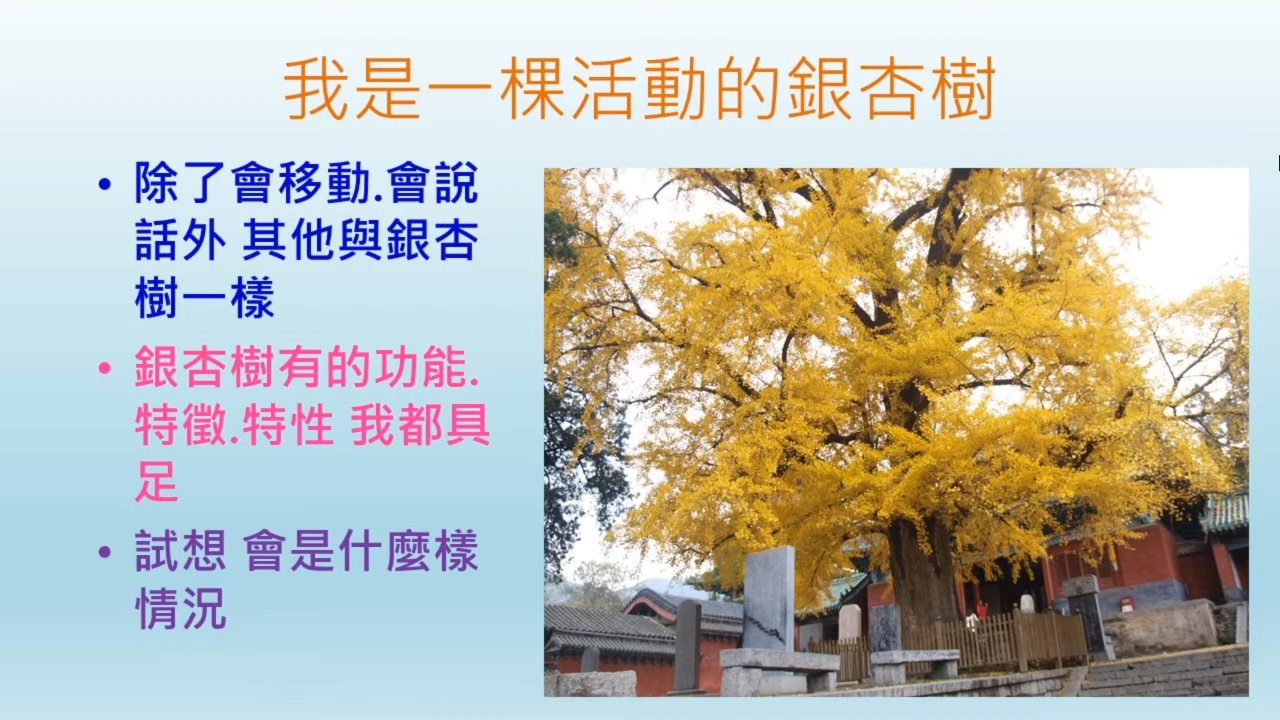 我是一棵活動的銀杏樹
• 除了會移動.會說
話外 其他與銀杏
樹一樣
• 銀杏樹有的功能.
特徵.特性 我都具
足
• 試想 會是什麼樣
情況